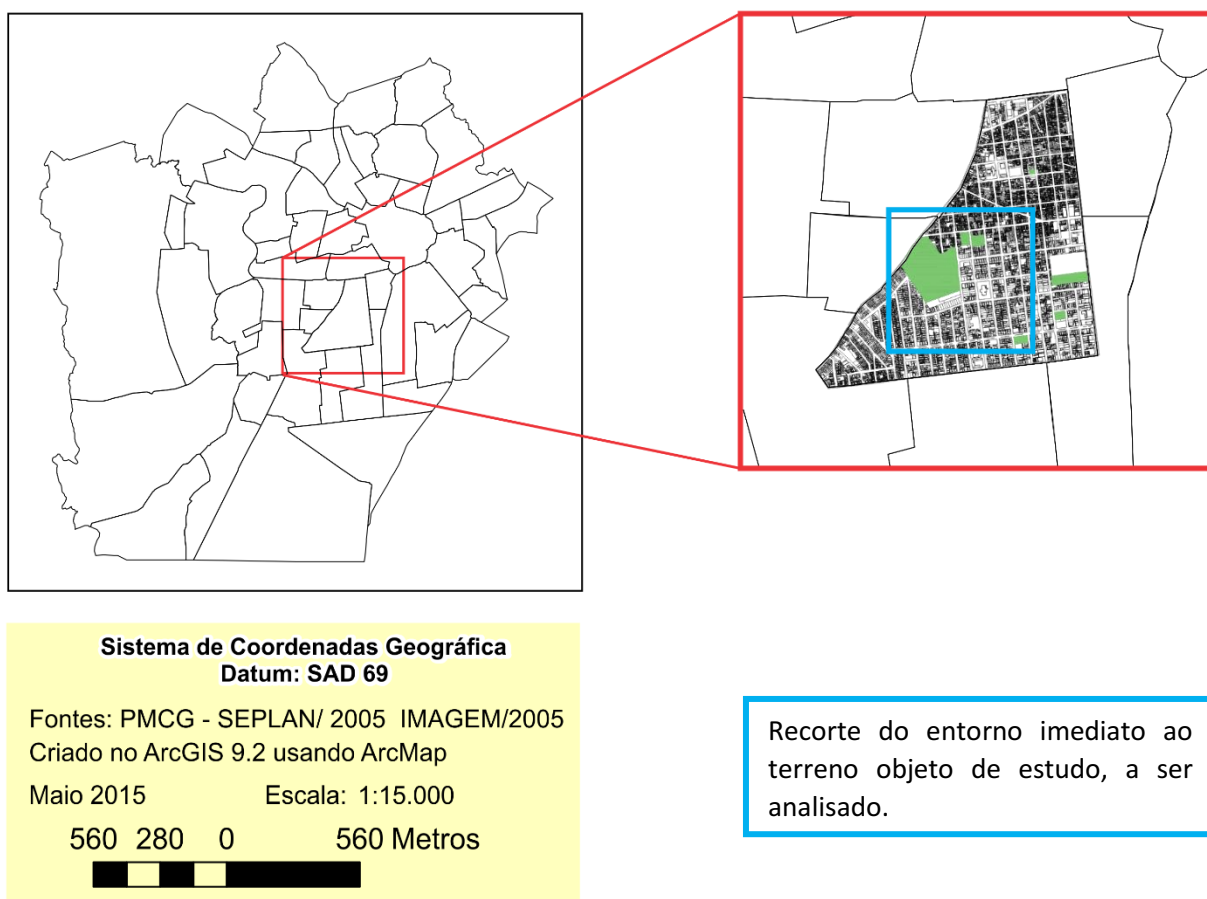 Sistema de Coordenadas Geográfica
Datum: SAD 69
Fontes: PMCG - SEPLAN/ 2005 IMAGEM/2005
Criado no ArcGIS 9.2 usando ArcMap
Maio 2015 Escala: 1:15.000
560 280 0 560 Metros
Recorte do entorno imediato ao
terreno objeto de estudo, a ser
analisado.